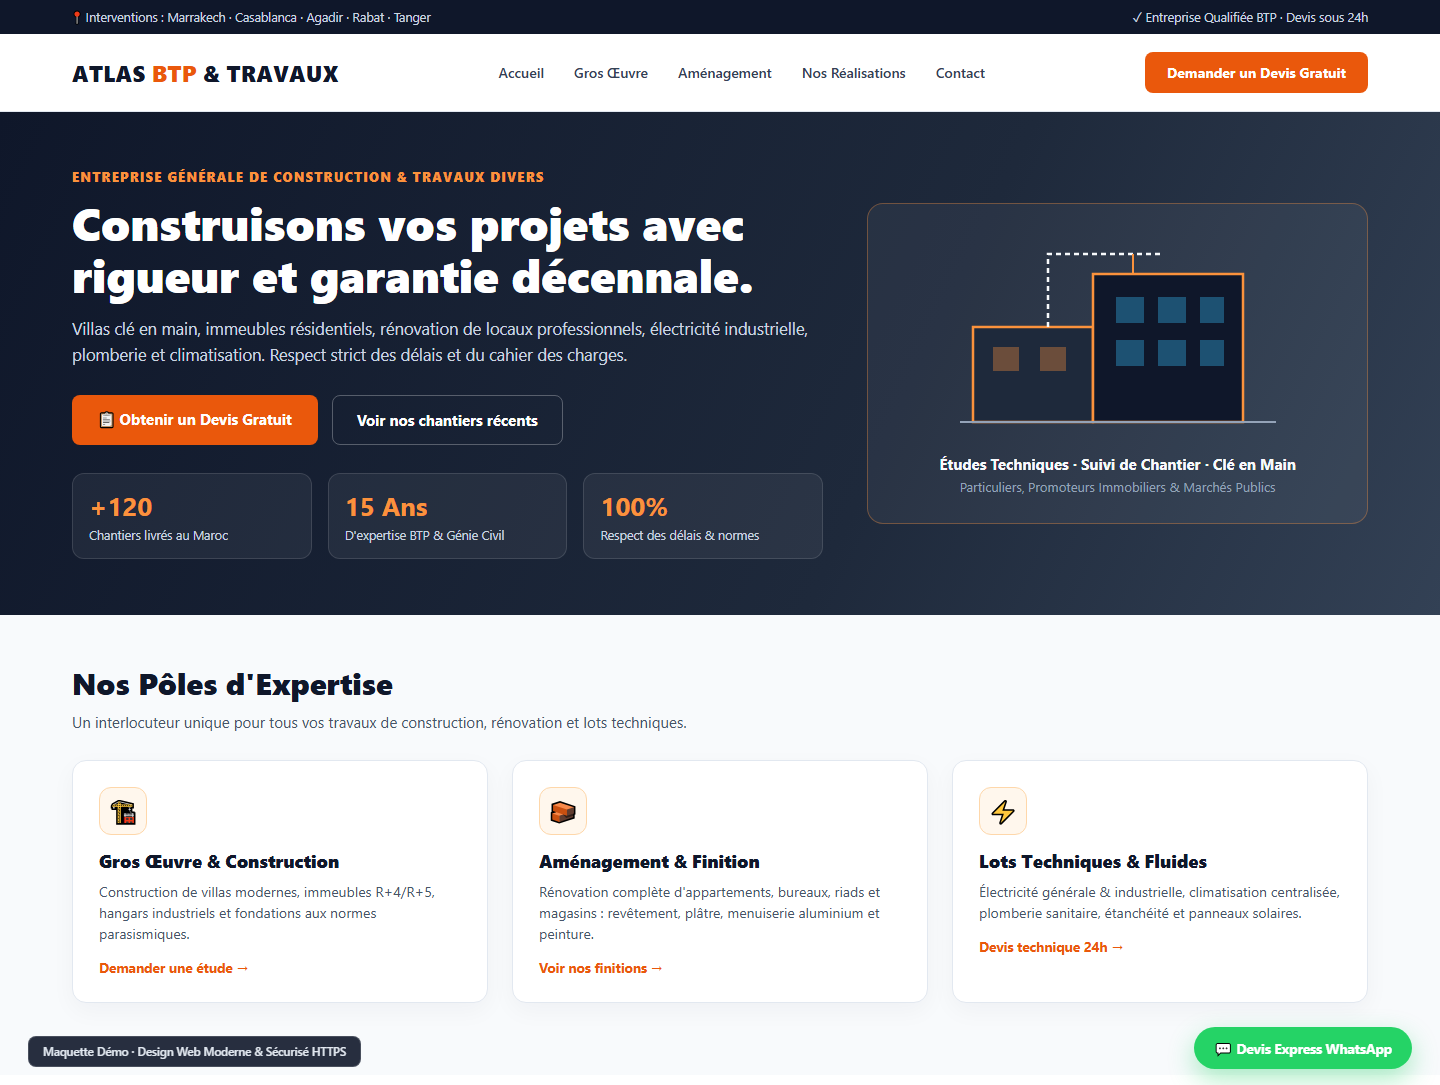 📍 Interventions : Marrakech · Casablanca · Agadir · Rabat · Tanger
✓ Entreprise Qualifiée BTP · Devis sous 24h
ATLAS BTP & TRAVAUX
Accueil
Gros Œuvre
Aménagement
Nos Réalisations
Contact
Demander un Devis Gratuit
ENTREPRISE GÉNÉRALE DE CONSTRUCTION & TRAVAUX DIVERS
Construisons vos projets avec
rigueur et garantie décennale.
Villas clé en main, immeubles résidentiels, rénovation de locaux professionnels, électricité industrielle,
plomberie et climatisation. Respect strict des délais et du cahier des charges.
📋 Obtenir un Devis Gratuit
Voir nos chantiers récents
+120
Chantiers livrés au Maroc
15 Ans
D'expertise BTP & Génie Civil
100%
Respect des délais & normes
Études Techniques · Suivi de Chantier · Clé en Main
Particuliers, Promoteurs Immobiliers & Marchés Publics
Nos Pôles d'Expertise
Un interlocuteur unique pour tous vos travaux de construction, rénovation et lots techniques.
Gros Œuvre & Construction
Construction de villas modernes, immeubles R+4/R+5,
hangars industriels et fondations aux normes
parasismiques.
Demander une étude →
Aménagement & Finition
Rénovation complète d'appartements, bureaux, riads et
magasins : revêtement, plâtre, menuiserie aluminium et
peinture.
Voir nos finitions →
Lots Techniques & Fluides
Électricité générale & industrielle, climatisation centralisée,
plomberie sanitaire, étanchéité et panneaux solaires.
Devis technique 24h →
Maquette Démo · Design Web Moderne & Sécurisé HTTPS
💬 Devis Express WhatsApp